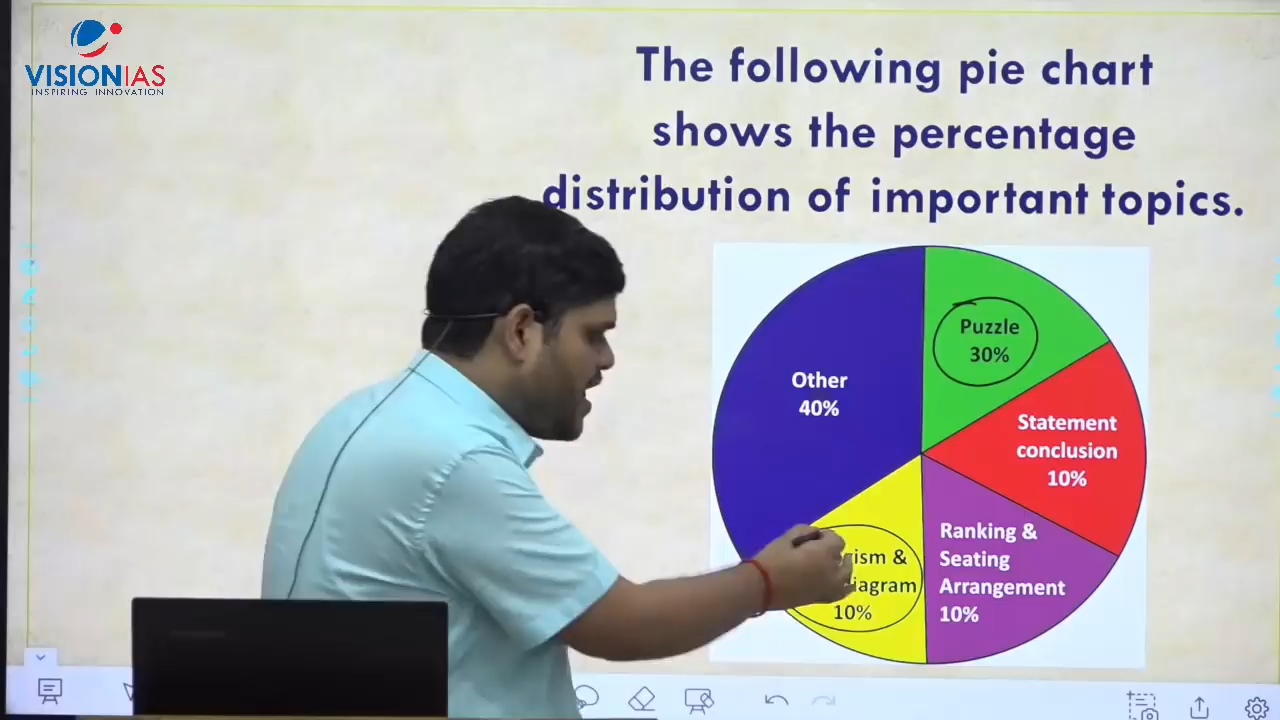 VISIONIAS
INSPIRING INNOVATION
The following pie chart
shows the percentage
distribution of important topics.
Puzzle
30%
Other
40%
Statement
conclusion
10%
Ranking &
Seating
Arrangement
10%
&
10%